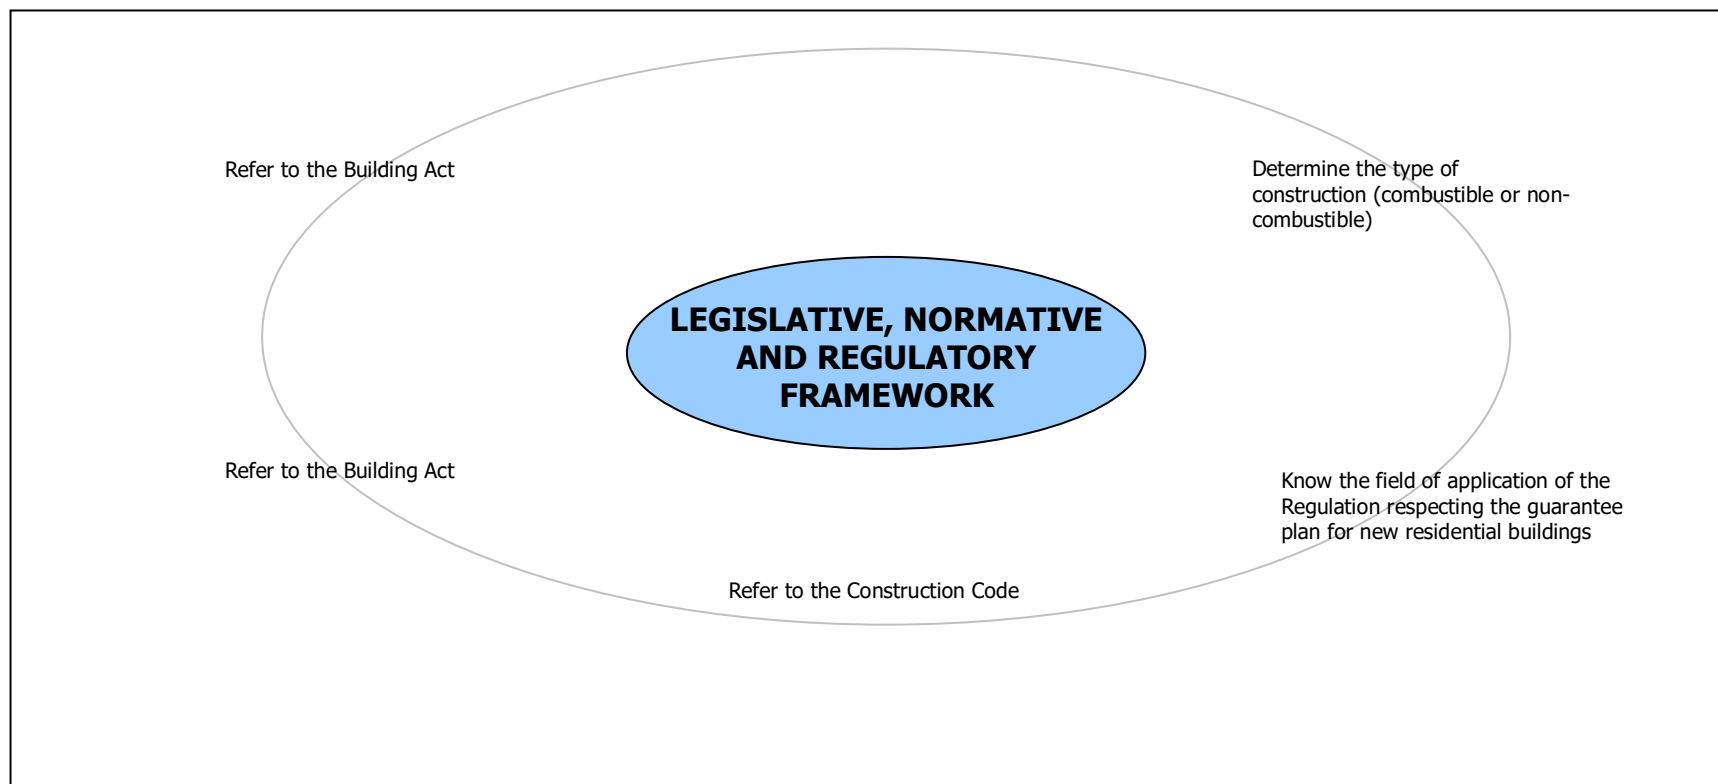 Refer to the Building Act
Determine the type of
construction (combustible or non-
combustible)
LEGISLATIVE, NORMATIVE
AND REGULATORY
FRAMEWORK
Refer to the Building Act
Know the field of application of the
Regulation respecting the guarantee
plan for new residential buildings
Refer to the Construction Code